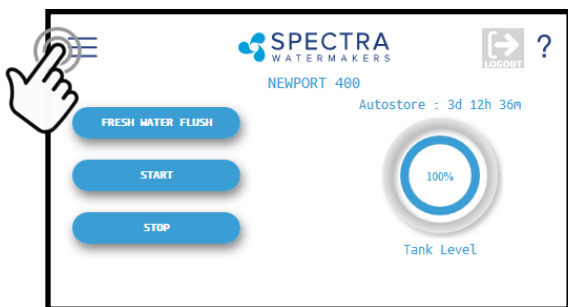 SPECTRA
WATERMAKERS
LOGOUT
?
NEWPORT 400
Autostore : 3d 12h 36m
FRESH WATER FLUSH
START
100%
STOP
Tank Level